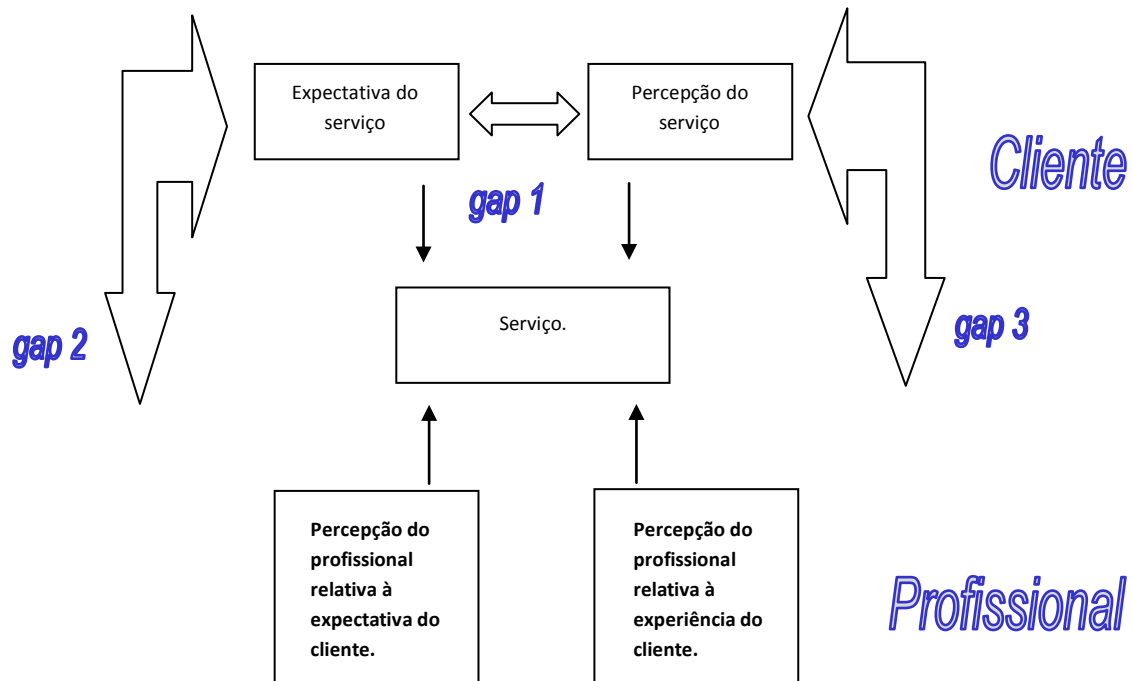 Expectativa do
serviço
Percepção do
serviço
Cliente
gap 1
gap 2
Serviço.
gap 3
Percepção do
profissional
relativa à
expectativa do
cliente.
Percepção do
profissional
relativa à
experiência do
cliente.
Profissional